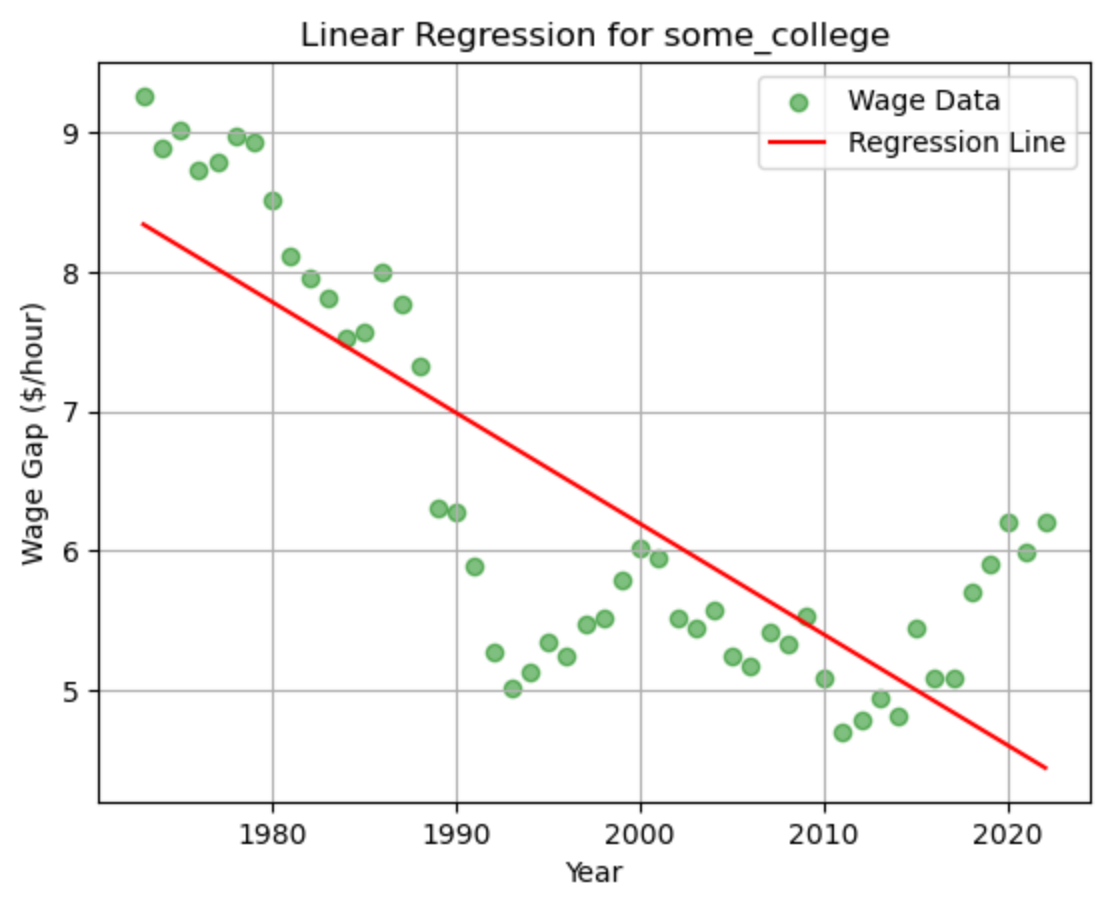 Linear Regression for some_college
Wage Data
Regression Line
9
8
7
6
5
Wage Gap ($/hour)
1980 1990 2000 2010 2020
Year